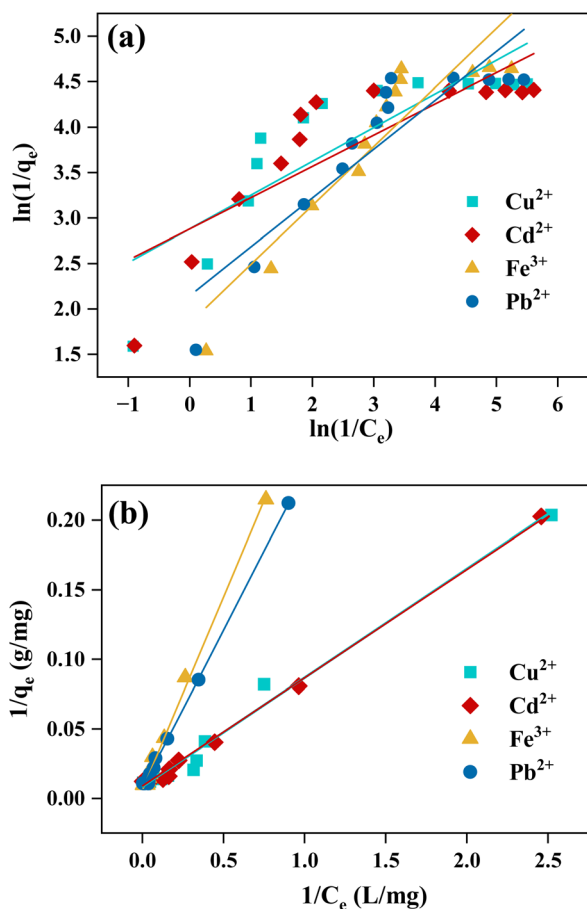 (a)
ln(1/qₑ)
5.0
4.5
4.0
3.5
3.0
2.5
2.0
1.5
Cu²⁺
Cd²⁺
Fe³⁺
Pb²⁺
−1 0 1 2 3 4 5 6
ln(1/Cₑ)
(b)
1/qₑ (g/mg)
0.20
0.15
0.10
0.05
0.00
Cu²⁺
Cd²⁺
Fe³⁺
Pb²⁺
0.0 0.5 1.0 1.5 2.0 2.5
1/Cₑ (L/mg)